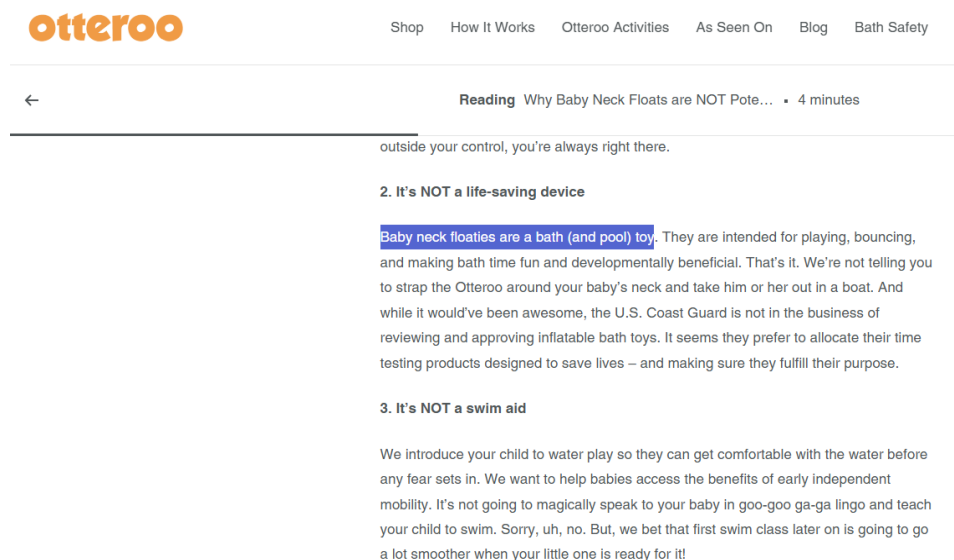 otteroo
Shop How It Works Otteroo Activities As Seen On Blog Bath Safety
Reading Why Baby Neck Floats are NOT Pote… • 4 minutes
outside your control, you’re always right there.
2. It’s NOT a life-saving device
Baby neck floaties are a bath (and pool) toy. They are intended for playing, bouncing,
and making bath time fun and developmentally beneficial. That’s it. We’re not telling you
to strap the Otteroo around your baby’s neck and take him or her out in a boat. And
while it would’ve been awesome, the U.S. Coast Guard is not in the business of
reviewing and approving inflatable bath toys. It seems they prefer to allocate their time
testing products designed to save lives – and making sure they fulfill their purpose.
3. It’s NOT a swim aid
We introduce your child to water play so they can get comfortable with the water before
any fear sets in. We want to help babies access the benefits of early independent
mobility. It’s not going to magically speak to your baby in goo-goo ga-ga lingo and teach
your child to swim. Sorry, uh, no. But, we bet that first swim class later on is going to go
a lot smoother when your little one is ready for it!